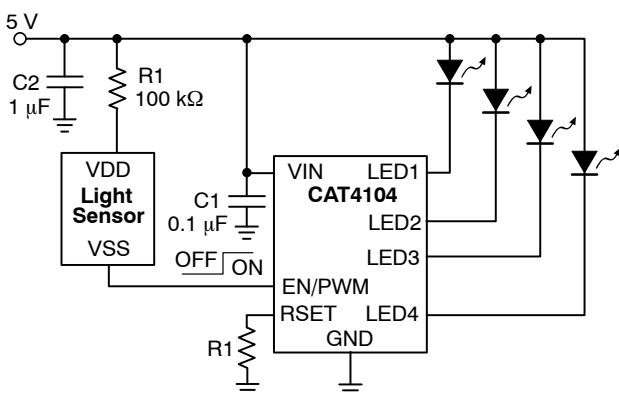 5 V
C2
1 μF
R1
100 kΩ
VDD
Light
Sensor
VSS
C1
0.1 μF
OFF
ON
VIN
LED1
CAT4104
LED2
LED3
EN/PWM
RSET
LED4
GND
R1